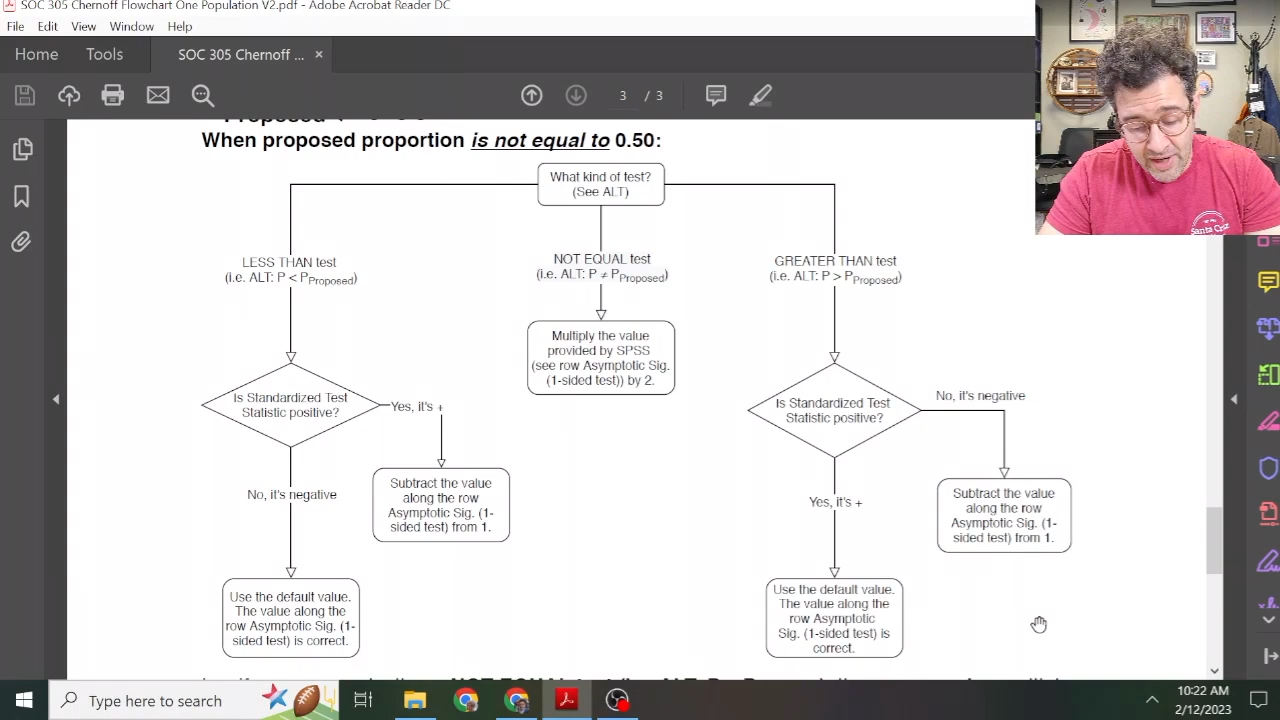 SOC 305 Chernoff Flowchart One Population V2.pdf - Adobe Acrobat Reader DC
File Edit View Window Help
Home Tools SOC 305 Chernoff ... ×
3 / 3
When proposed proportion is not equal to 0.50:
What kind of test?
(See ALT)
LESS THAN test
(i.e. ALT: P < PProposed)
NOT EQUAL test
(i.e. ALT: P ≠ PProposed)
GREATER THAN test
(i.e. ALT: P > PProposed)
Multiply the value
provided by SPSS
(see row Asymptotic Sig.
(1-sided test)) by 2.
Is Standardized Test
Statistic positive?
Yes, it's +
No, it's negative
Subtract the value
along the row
Asymptotic Sig. (1-
sided test) from 1.
Use the default value.
The value along the
row Asymptotic Sig. (1-
sided test) is correct.
Is Standardized Test
Statistic positive?
No, it's negative
Yes, it's +
Subtract the value
along the row
Asymptotic Sig. (1-
sided test) from 1.
Use the default value.
The value along the
row Asymptotic
Sig. (1-sided test) is
correct.
Santa Cruz
Type here to search
10:22 AM
2/12/2023